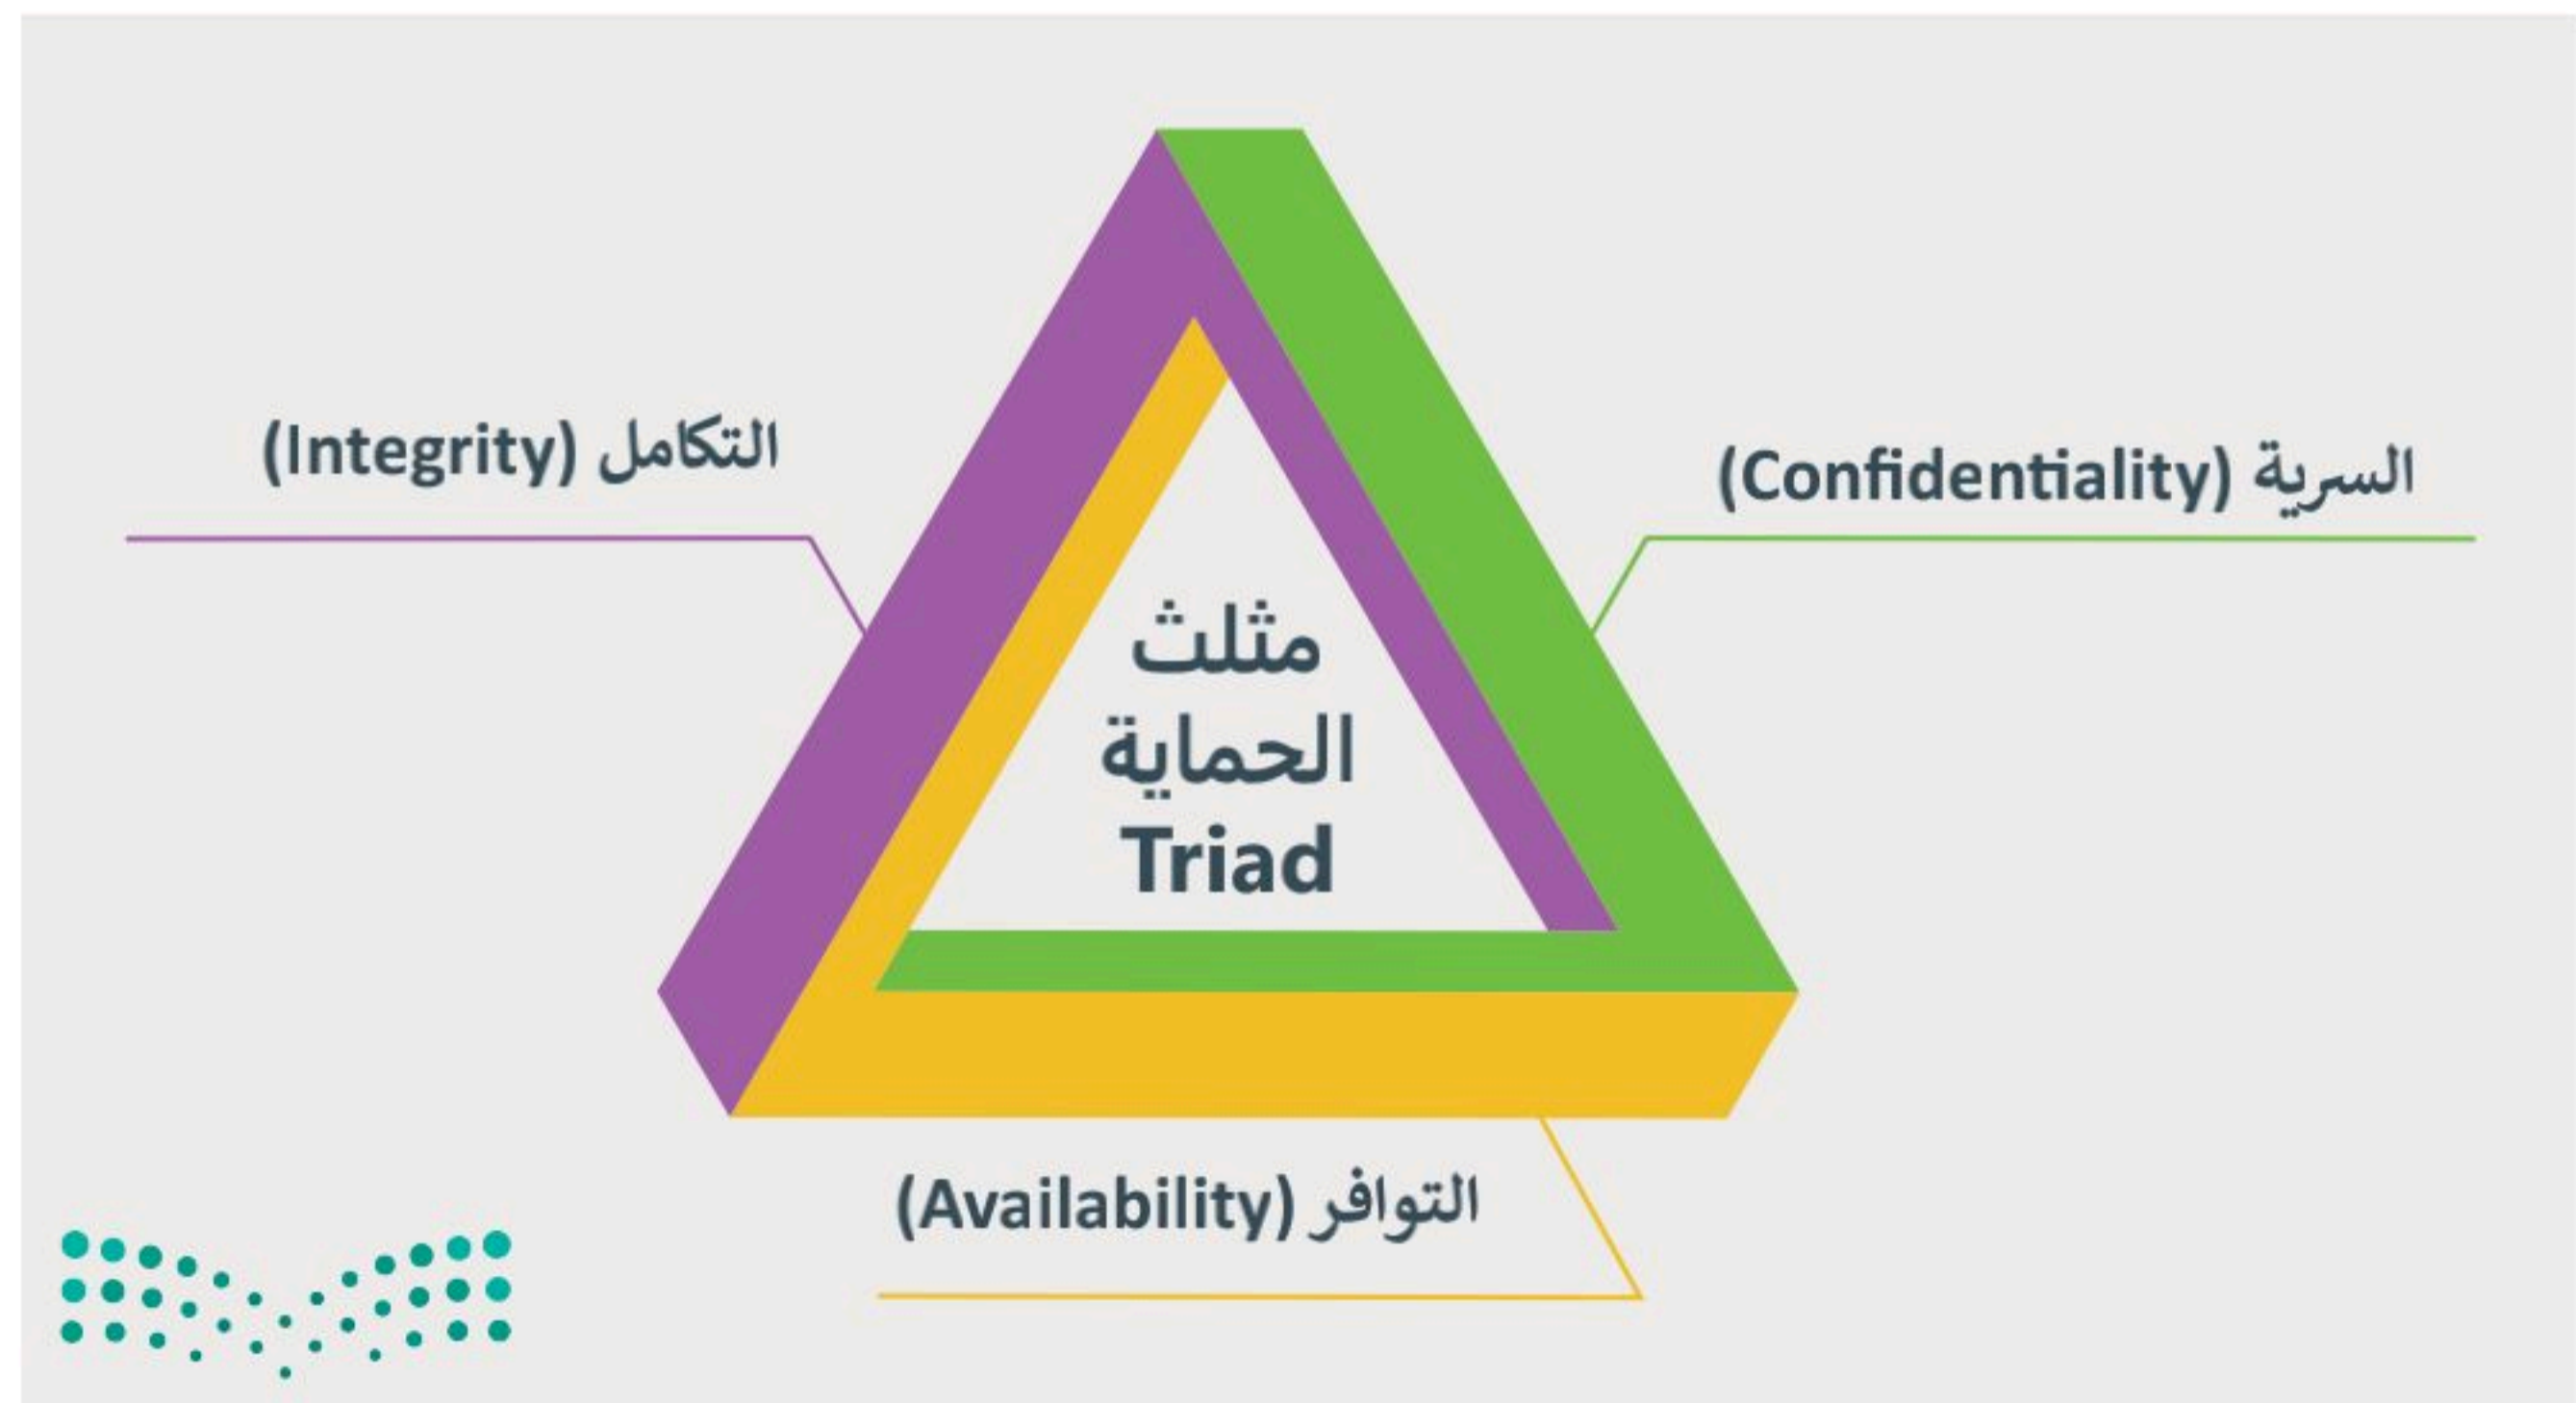 السرية (Confidentiality)
التكامل (Integrity)
مثلث
الحماية
Triad
التوافر (Availability)